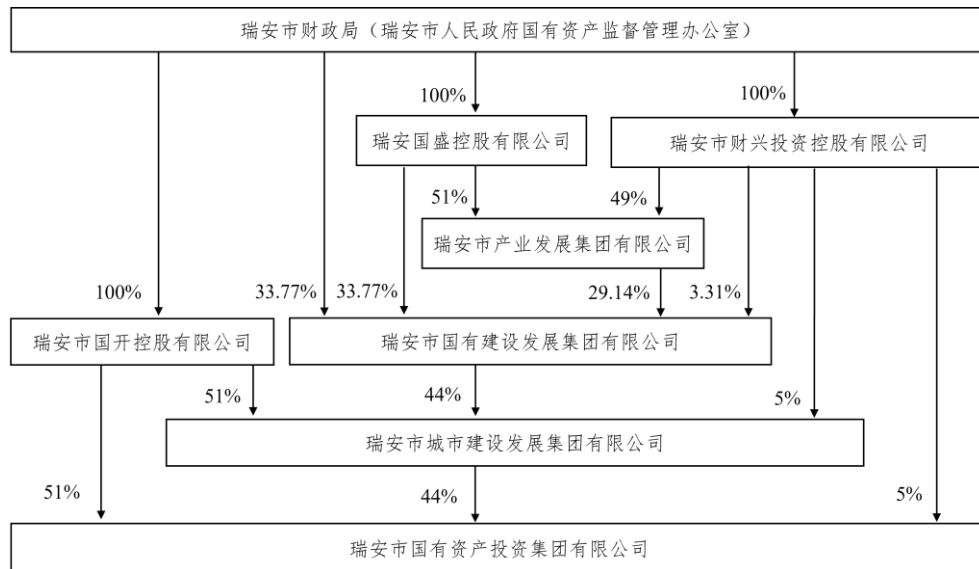 瑞安市财政局（瑞安市人民政府国有资产监督管理办公室）
100%
100%
瑞安国盛控股有限公司
瑞安市财兴投资控股有限公司
51%
49%
瑞安市产业发展集团有限公司
100%
33.77%
33.77%
29.14%
3.31%
瑞安市国开控股有限公司
瑞安市国有建设发展集团有限公司
51%
44%
5%
瑞安市城市建设发展集团有限公司
51%
44%
5%
瑞安市国有资产投资集团有限公司